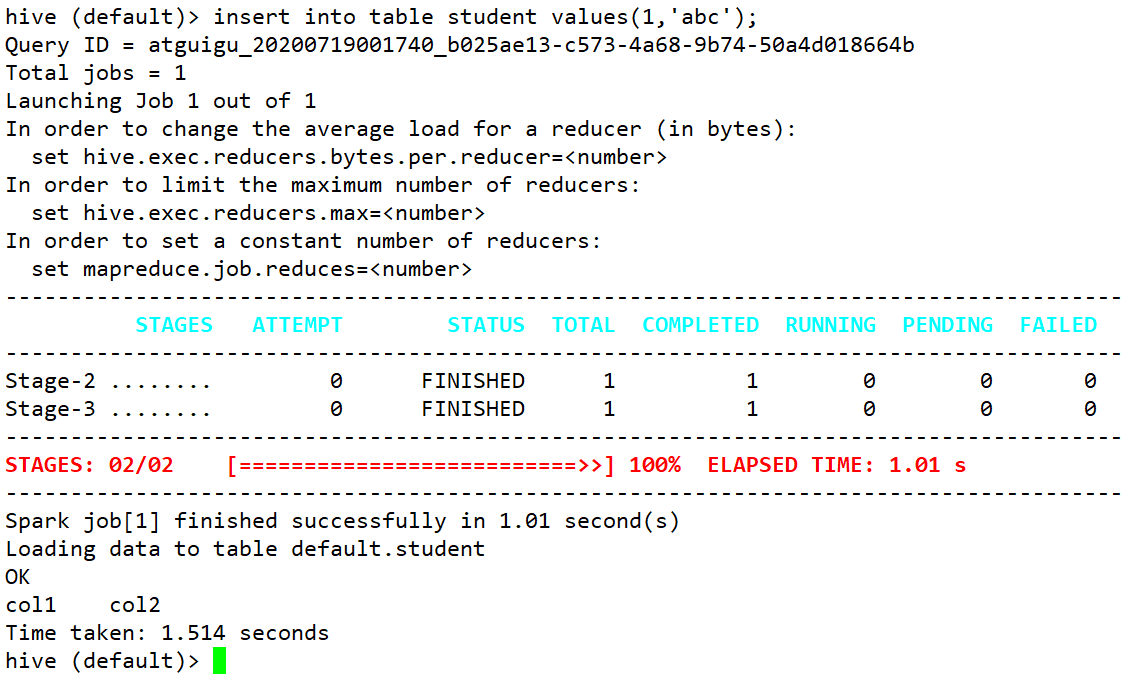 hive (default)> insert into table student values(1,'abc');
Query ID = atguigu_20200719001740_b025ae13-c573-4a68-9b74-50a4d018664b
Total jobs = 1
Launching Job 1 out of 1
In order to change the average load for a reducer (in bytes):
  set hive.exec.reducers.bytes.per.reducer=<number>
In order to limit the maximum number of reducers:
  set hive.exec.reducers.max=<number>
In order to set a constant number of reducers:
  set mapreduce.job.reduces=<number>
--------------------------------------------------------------------------------------
          STAGES   ATTEMPT        STATUS  TOTAL  COMPLETED  RUNNING  PENDING  FAILED
--------------------------------------------------------------------------------------
Stage-2 ........         0      FINISHED      1          1        0        0       0
Stage-3 ........         0      FINISHED      1          1        0        0       0
--------------------------------------------------------------------------------------
STAGES: 02/02    [==========================>>] 100%  ELAPSED TIME: 1.01 s
--------------------------------------------------------------------------------------
Spark job[1] finished successfully in 1.01 second(s)
Loading data to table default.student
OK
col1    col2
Time taken: 1.514 seconds
hive (default)>